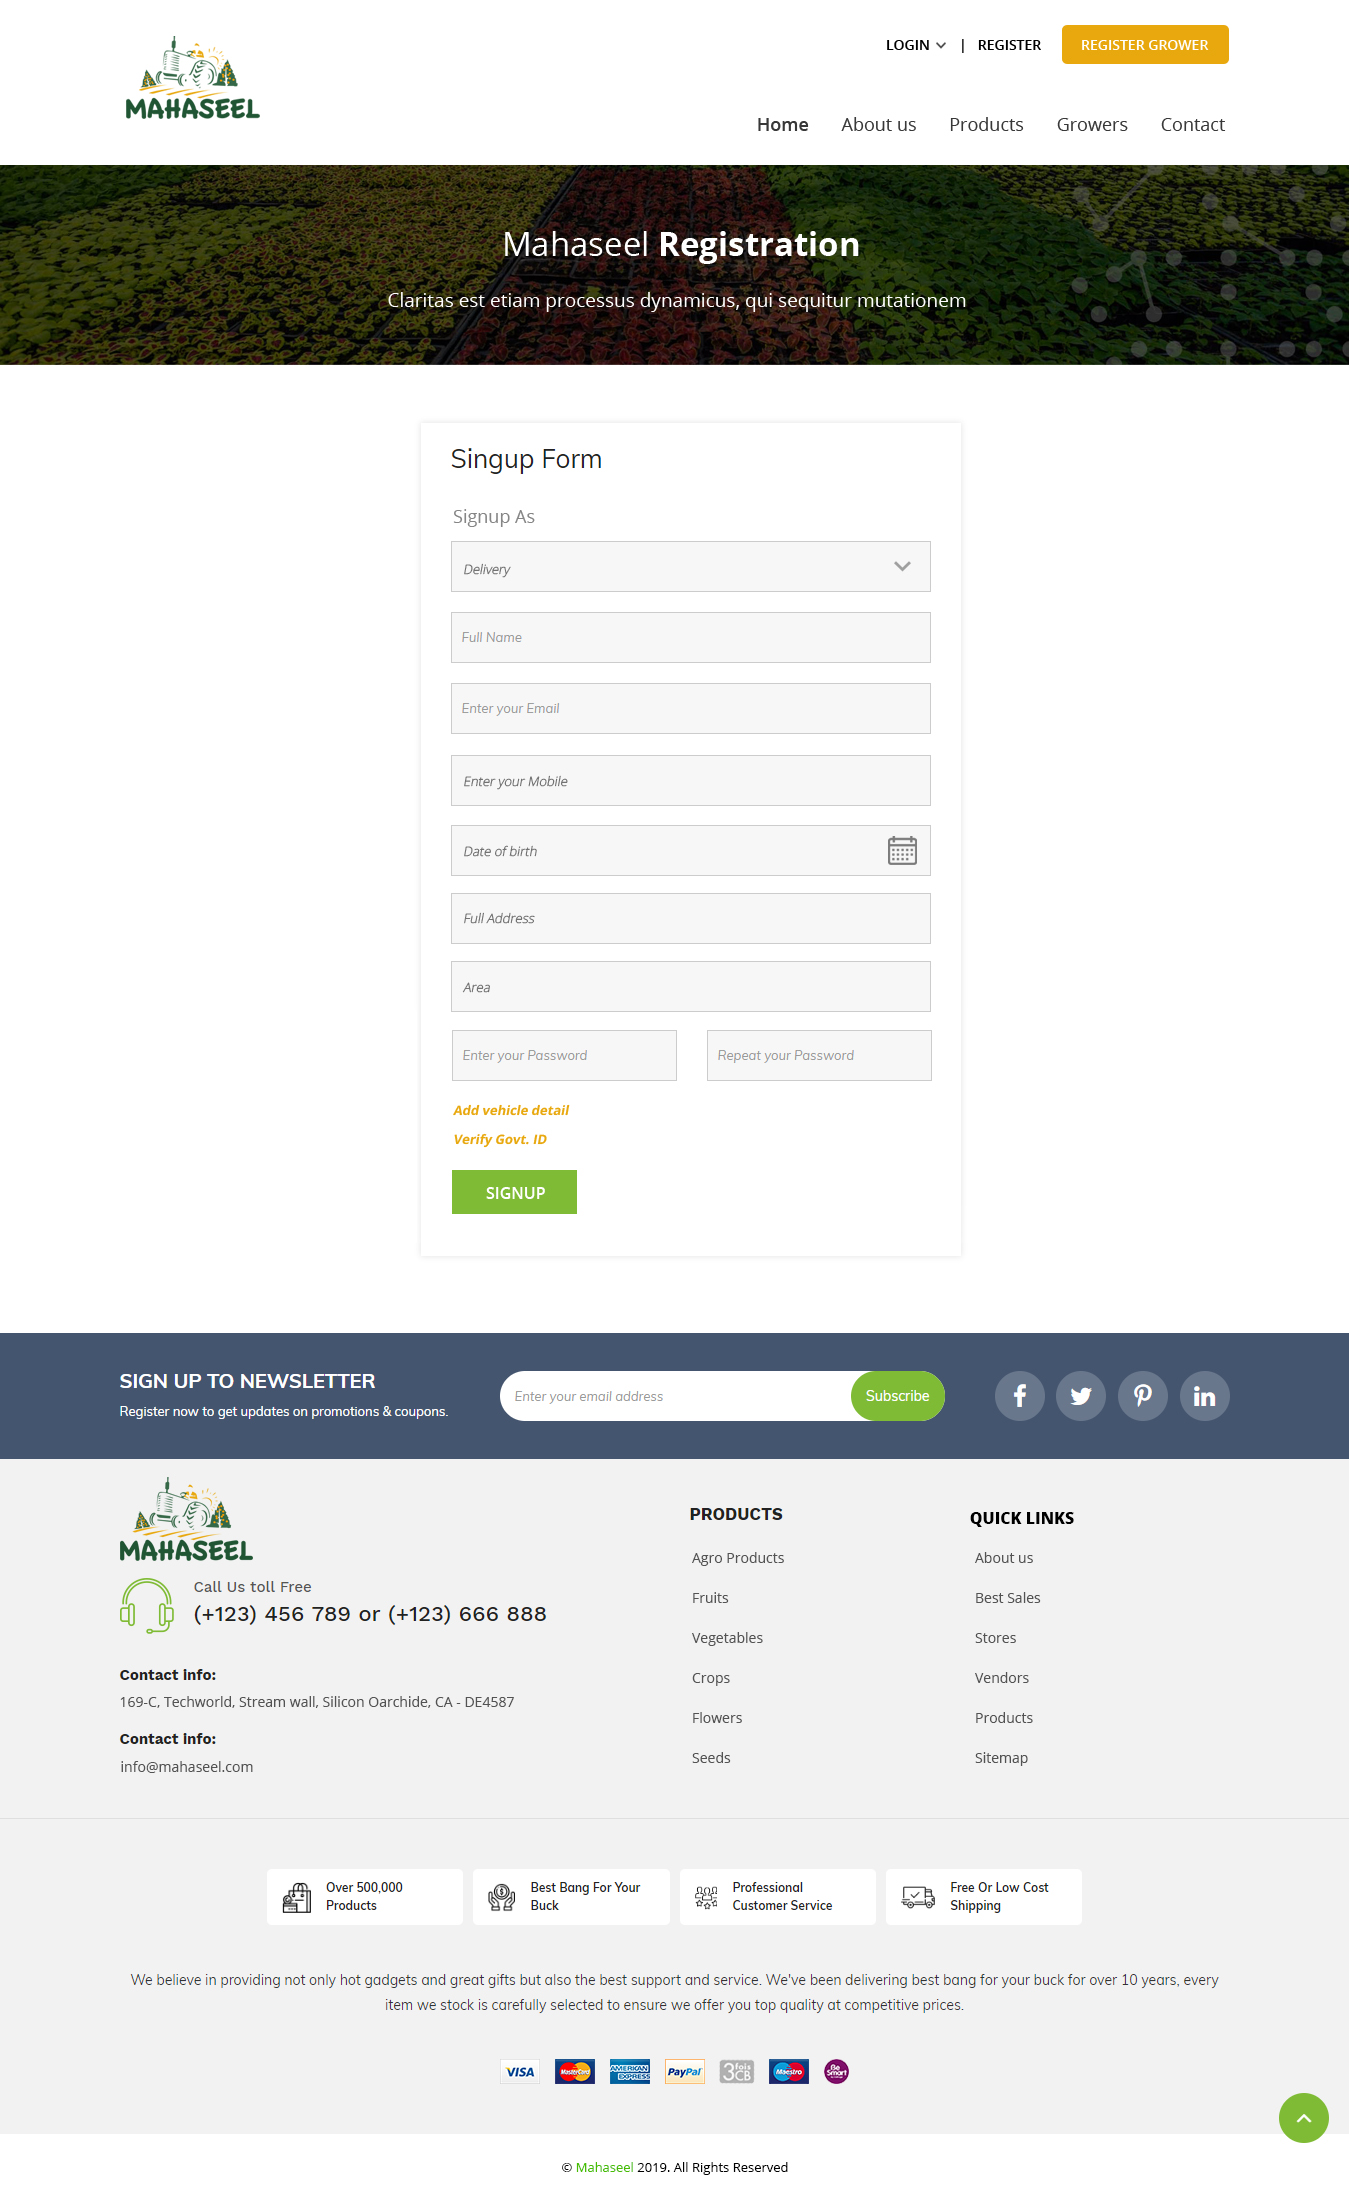 MAHASEEL
LOGIN | REGISTER REGISTER GROWER
Home About us Products Growers Contact
Mahaseel Registration
Claritas est etiam processus dynamicus, qui sequitur mutationem
Singup Form
Signup As
Delivery
Full Name
Enter your Email
Enter your Mobile
Date of birth
Full Address
Area
Enter your Password Repeat your Password
Add vehicle detail
Verify Govt. ID
SIGNUP
SIGN UP TO NEWSLETTER
Register now to get updates on promotions & coupons.
Enter your email address Subscribe
MAHASEEL
Call Us toll Free
(+123) 456 789 or (+123) 666 888
Contact info:
169-C, Techworld, Stream wall, Silicon Oarchide, CA - DE4587
Contact info:
info@mahaseel.com
PRODUCTS
Agro Products
Fruits
Vegetables
Crops
Flowers
Seeds
QUICK LINKS
About us
Best Sales
Stores
Vendors
Products
Sitemap
Over 500,000
Products
Best Bang For Your
Buck
Professional
Customer Service
Free Or Low Cost
Shipping
We believe in providing not only hot gadgets and great gifts but also the best support and service. We've been delivering best bang for your buck for over 10 years, every
item we stock is carefully selected to ensure we offer you top quality at competitive prices.
VISA
MasterCard
AMERICAN
EXPRESS
PayPal
3 fois
CB
Maestro
Be
Smart
© Mahaseel 2019. All Rights Reserved